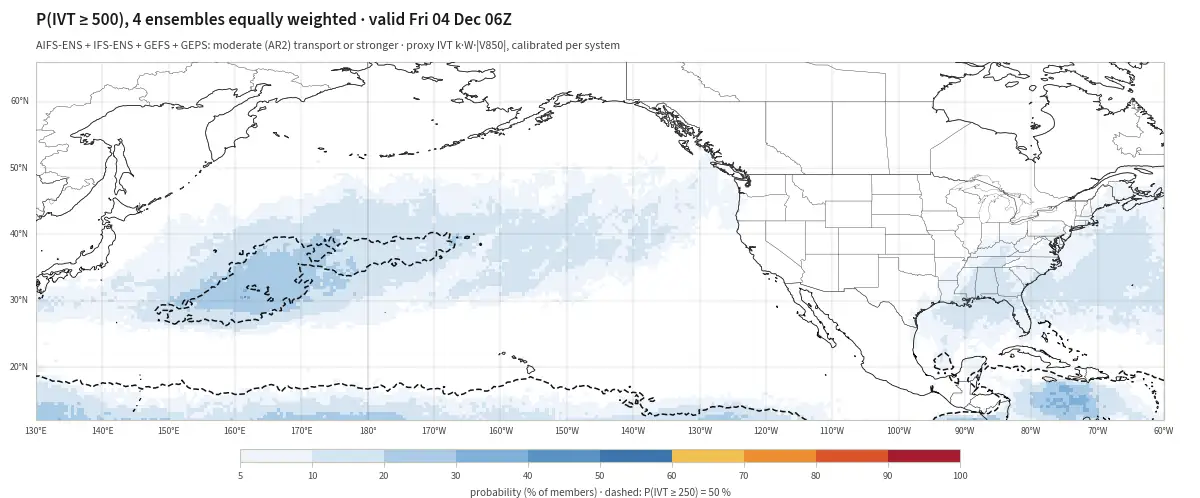 P(IVT ≥ 500), 4 ensembles equally weighted · valid Fri 04 Dec 06Z
AIFS-ENS + IFS-ENS + GEFS + GEPS: moderate (AR2) transport or stronger · proxy IVT k·W·|V850|, calibrated per system
60°N
50°N
40°N
30°N
20°N
130°E 140°E 150°E 160°E 170°E 180° 170°W 160°W 150°W 140°W 130°W 120°W 110°W 100°W 90°W 80°W 70°W 60°W
5 10 20 30 40 50 60 70 80 90 100
probability (% of members) · dashed: P(IVT ≥ 250) = 50 %